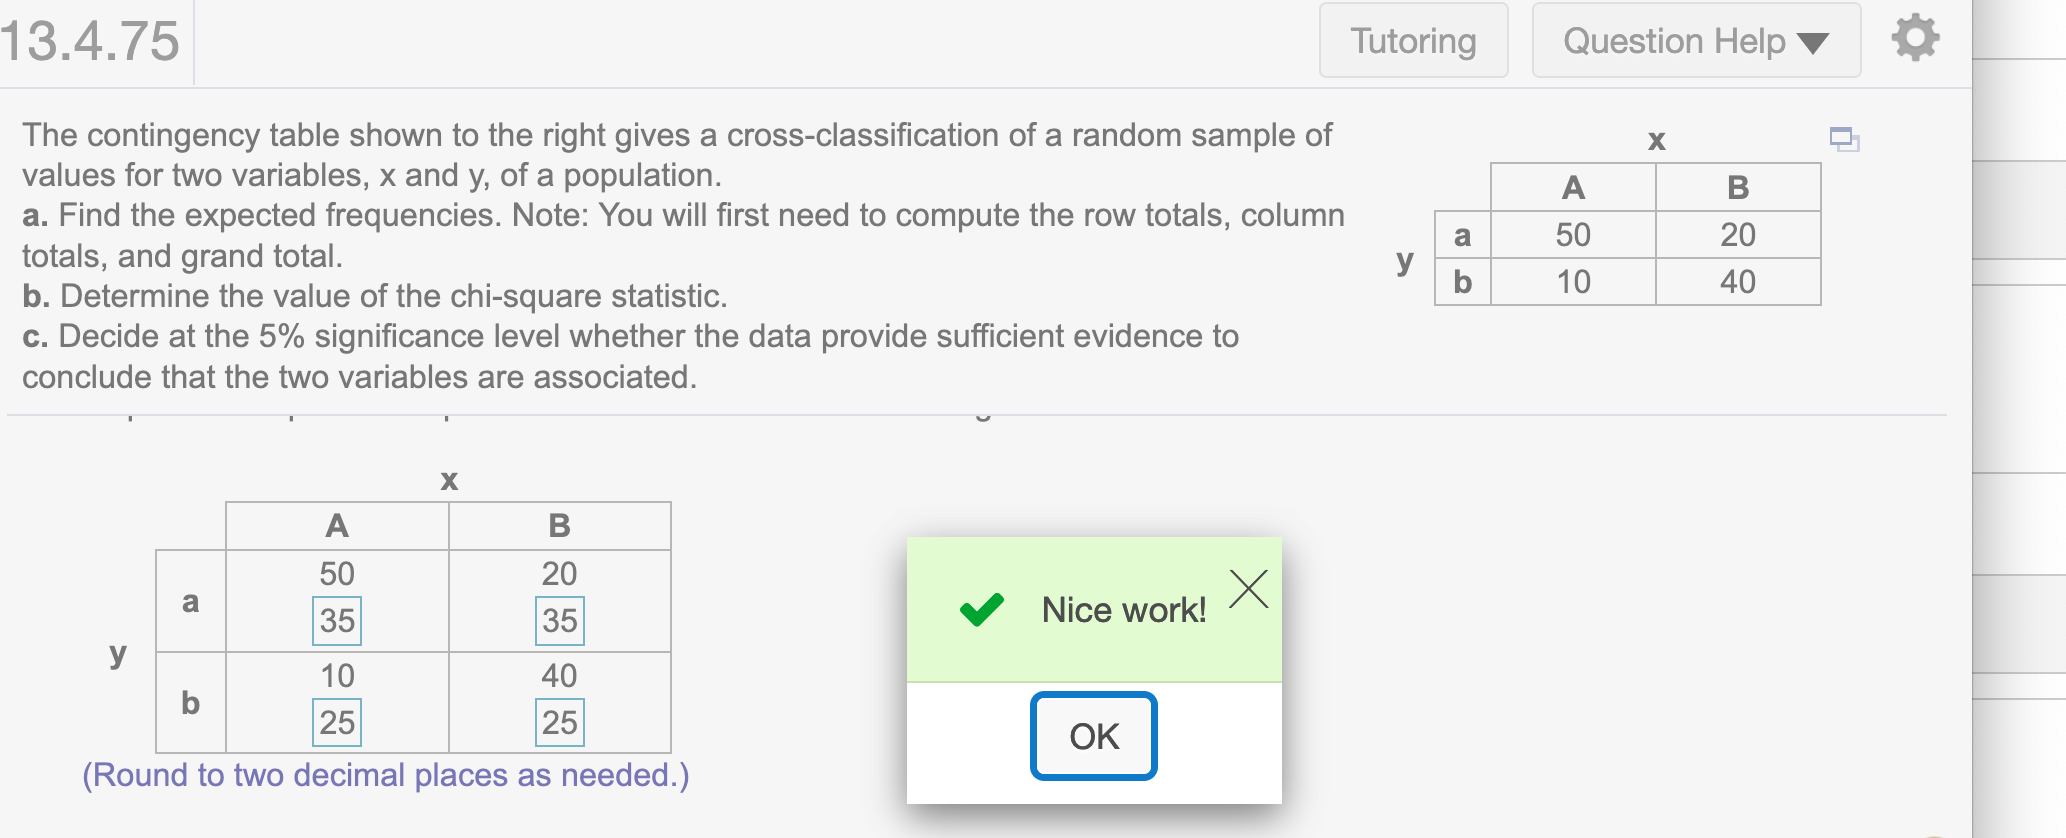 13.4.75
Tutoring
Question Help
The contingency table shown to the right gives a cross-classification of a random sample of
values for two variables, x and y, of a population.
a. Find the expected frequencies. Note: You will first need to compute the row totals, column
totals, and grand total.
b. Determine the value of the chi-square statistic.
c. Decide at the 5% significance level whether the data provide sufficient evidence to
conclude that the two variables are associated.
x
A B
a 50 20
y
b 10 40
x
A B
50 20
a
35 35
y
10 40
b
25 25
(Round to two decimal places as needed.)
Nice work!
OK